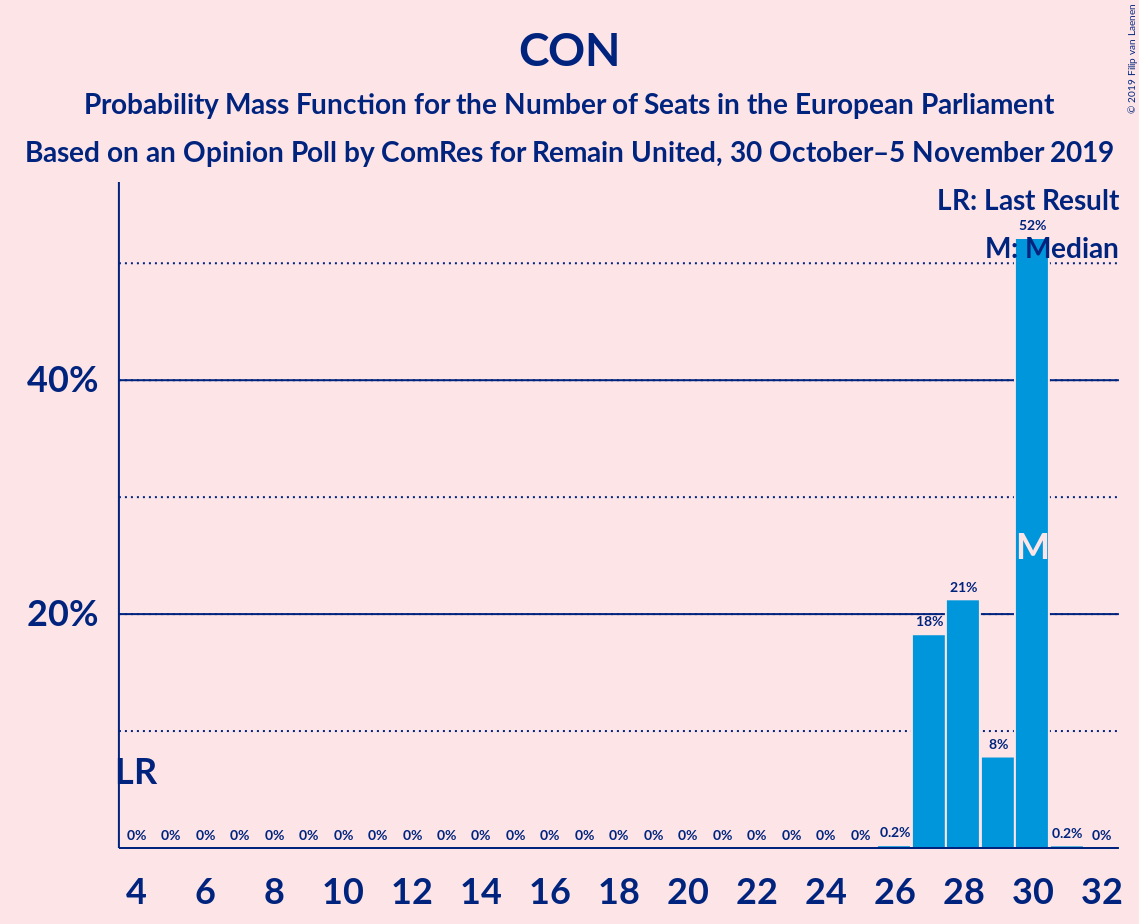 CON
Probability Mass Function for the Number of Seats in the European Parliament
Based on an Opinion Poll by ComRes for Remain United, 30 October–5 November 2019
© 2019 Filip van Laenen
LR: Last Result
52%
M: Median
40%
M
21%
20%
18%
8%
LR
0% 0% 0% 0% 0% 0% 0% 0% 0% 0% 0% 0% 0% 0% 0% 0% 0% 0% 0% 0% 0% 0% 0.2% 0.2% 0%
4 6 8 10 12 14 16 18 20 22 24 26 28 30 32